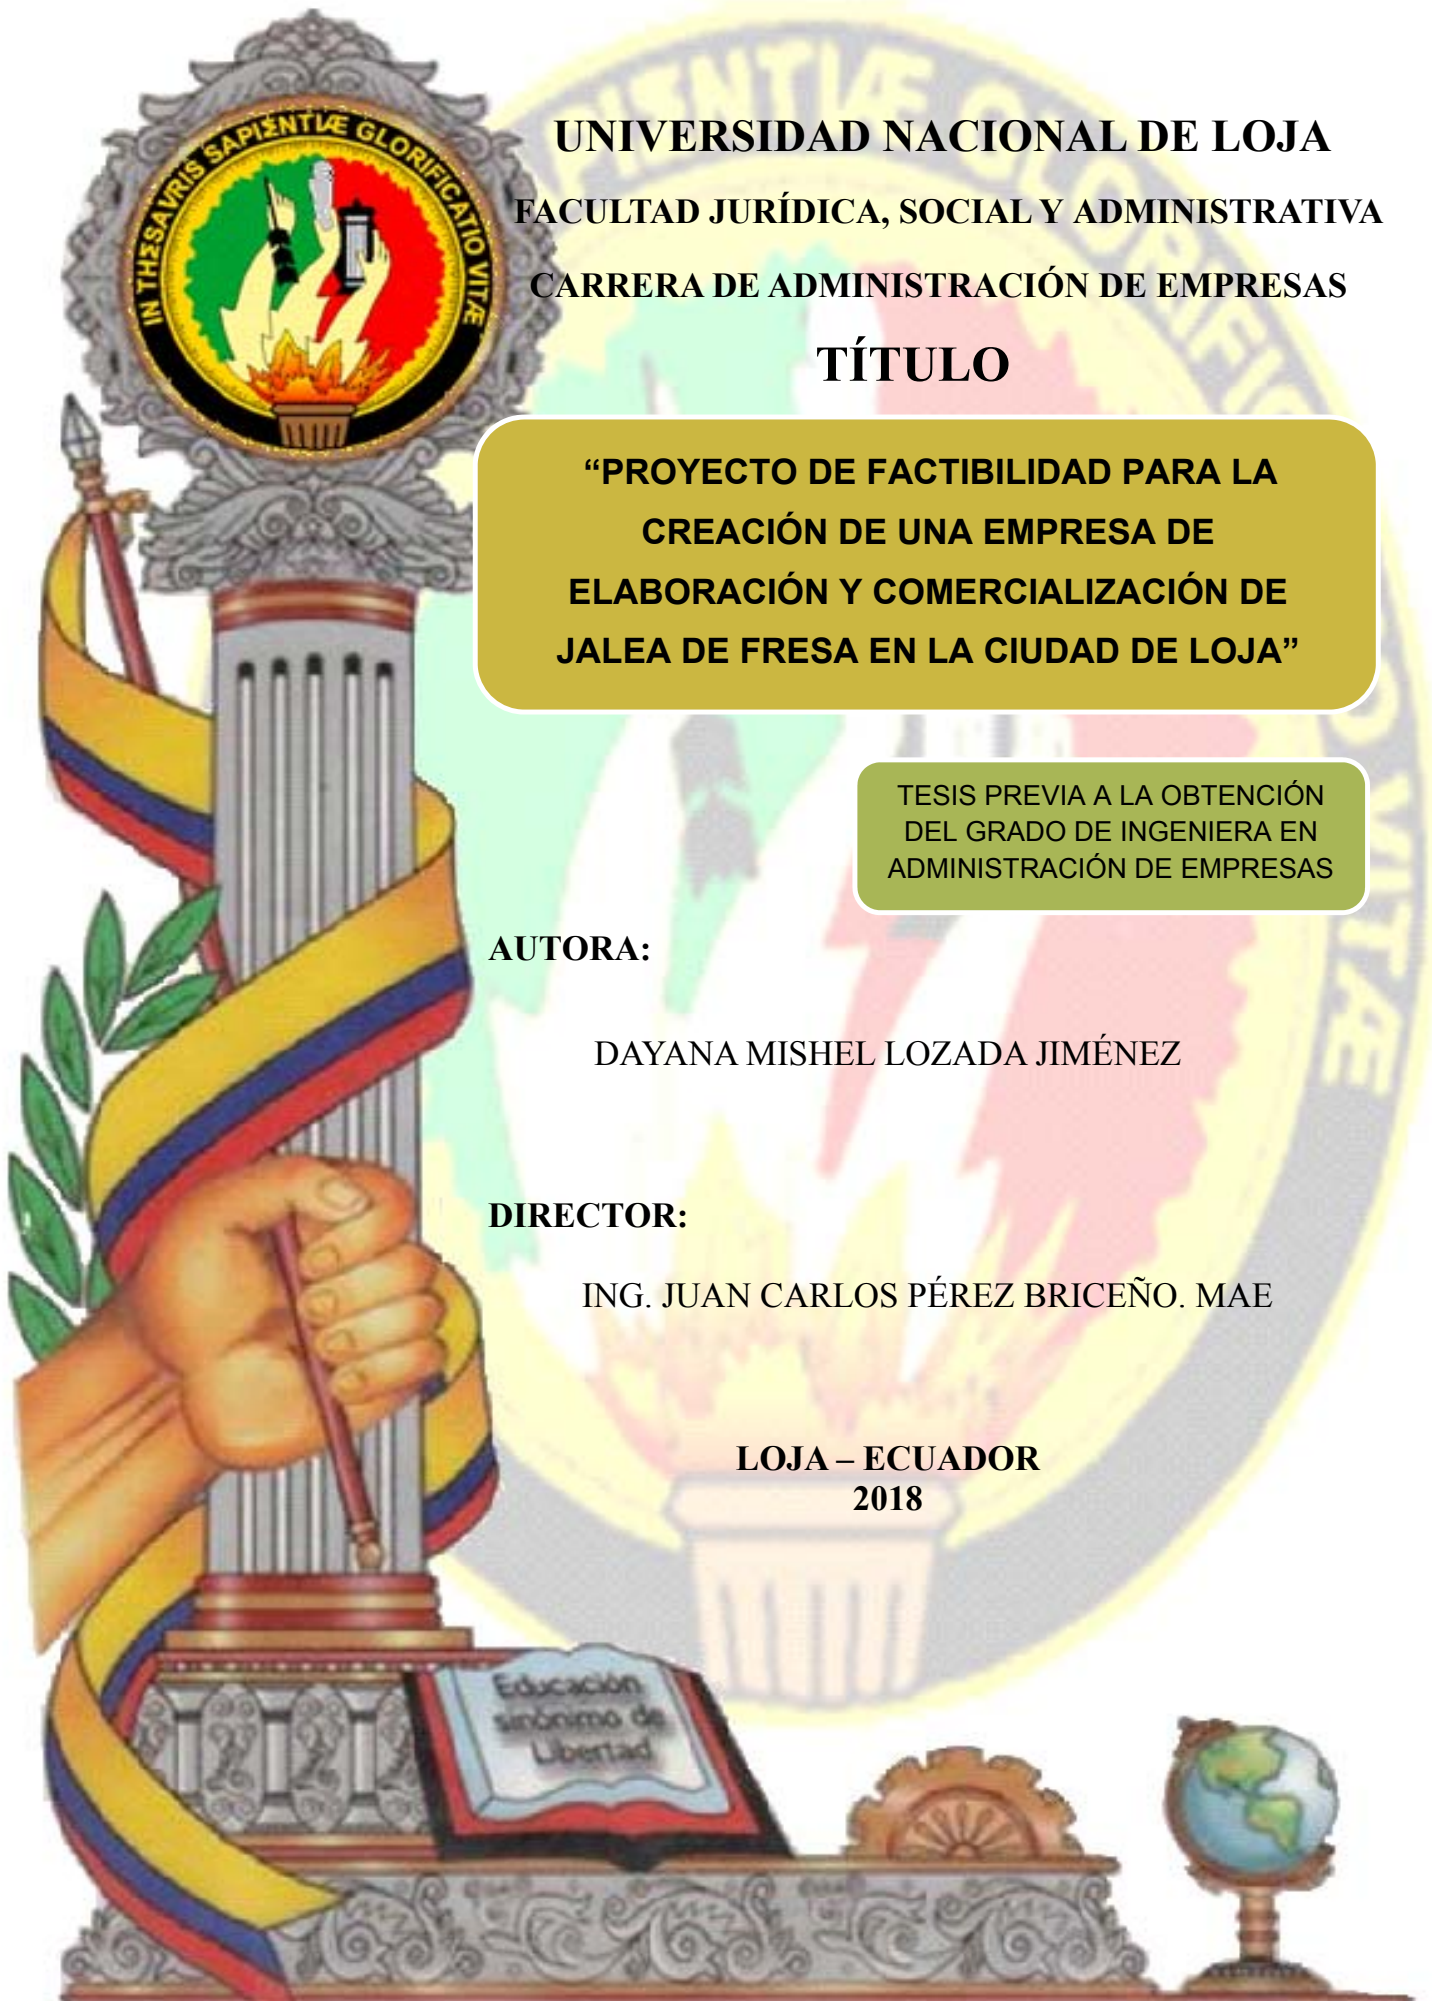 IN THESAVRIS SAPIENTIÆ GLORIFICATIO VITÆ
UNIVERSIDAD NACIONAL DE LOJA
FACULTAD JURÍDICA, SOCIAL Y ADMINISTRATIVA
CARRERA DE ADMINISTRACIÓN DE EMPRESAS
TÍTULO
“PROYECTO DE FACTIBILIDAD PARA LA
CREACIÓN DE UNA EMPRESA DE
ELABORACIÓN Y COMERCIALIZACIÓN DE
JALEA DE FRESA EN LA CIUDAD DE LOJA”
TESIS PREVIA A LA OBTENCIÓN
DEL GRADO DE INGENIERA EN
ADMINISTRACIÓN DE EMPRESAS
AUTORA:
DAYANA MISHEL LOZADA JIMÉNEZ
DIRECTOR:
ING. JUAN CARLOS PÉREZ BRICEÑO. MAE
LOJA – ECUADOR
2018
Educación
sinónimo de
Libertad